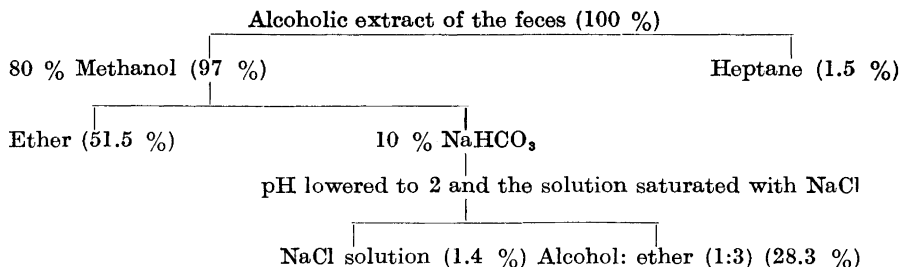 Alcoholic extract of the feces (100 %)
80 % Methanol (97 %) Heptane (1.5 %)
Ether (51.5 %) 10 % NaHCO₃
pH lowered to 2 and the solution saturated with NaCl
NaCl solution (1.4 %) Alcohol: ether (1:3) (28.3 %)